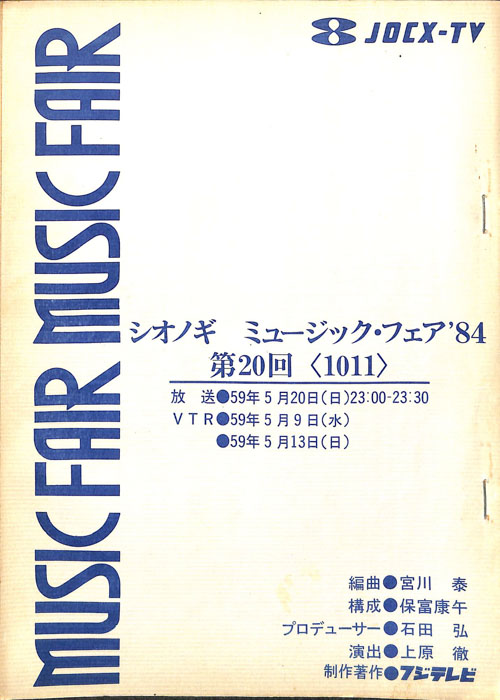 MUSIC FAIR MUSIC FAIR
8 JOCX-TV
シオノギ ミュージック・フェア'84
第20回〈1011〉
放送●59年5月20日(日)23:00-23:30
VTR●59年5月9日(水)
●59年5月13日(日)
編曲●宮川 泰
構成●保富康午
プロデューサー●石田 弘
演出●上原 徹
制作著作●フジテレビ